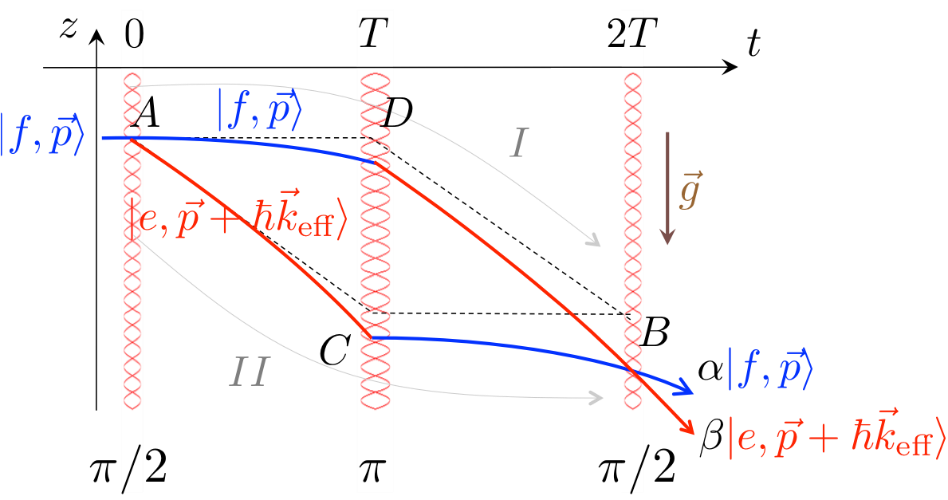 z 0 T 2T t
A |f, p⃗⟩ D
|f, p⃗⟩ I
g⃗
|e, p⃗ + ħk⃗eff⟩
C B
II α|f, p⃗⟩
β|e, p⃗ + ħk⃗eff⟩
π/2 π π/2